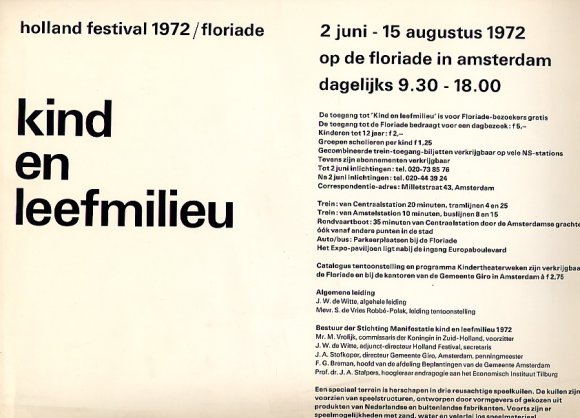 holland festival 1972/floriade
kind
en
leefmilieu
2 juni - 15 augustus 1972
op de floriade in amsterdam
dagelijks 9.30 - 18.00
De toegang tot 'Kind en leefmilieu' is voor Floriade-bezoekers gratis
De toegang tot de Floriade bedraagt voor een dagbezoek: f 5,–
Kinderen tot 12 jaar: f 2,–
Groepen scholieren per kind f 1,25
Gecombineerde trein-toegang-biljetten verkrijgbaar op vele NS-stations
Tevens zijn abonnementen verkrijgbaar
Tot 2 juni inlichtingen: tel. 020-73 85 76
Na 2 juni inlichtingen: tel. 020-44 39 24
Correspondentie-adres: Milletstraat 43, Amsterdam
Trein: van Centraalstation 20 minuten, tramlijnen 4 en 25
Trein: van Amstelstation 10 minuten, buslijnen 8 en 15
Rondvaartboot: 35 minuten van Centraalstation door de Amsterdamse grachte
óók vanaf andere punten in de stad
Auto/bus: Parkeerplaatsen bij de Floriade
Het Expo-paviljoen ligt nabij de ingang Europaboulevard
Catalogus tentoonstelling en programma Kindertheaterweken zijn verkrijgba
de Floriade en bij de kantoren van de Gemeente Giro in Amsterdam à f 2,75
Algemene leiding
J. W. de Witte, algehele leiding
Mevr. S. de Vries Robbé-Polak, leiding tentoonstelling
Bestuur der Stichting Manifestatie kind en leefmilieu 1972
Mr. M. Vrolijk, commissaris der Koningin in Zuid-Holland, voorzitter
J. W. de Witte, adjunct-directeur Holland Festival, secretaris
J. A. Stofkoper, directeur Gemeente Giro, Amsterdam, penningmeester
F. G. Breman, hoofd van de afdeling Beplantingen van de Gemeente Amsterdam
Prof. dr. J. A. Stalpers, hoogleraar andragogie aan het Economisch Instituut Tilburg
Een speciaal terrein is herschapen in drie reusachtige speelkuilen. De kuilen zijn
voorzien van speelstructuren, ontworpen door vormgevers of gekozen uit
produkten van Nederlandse en buitenlandse fabrikanten. Voorts zijn er
speelmogelijkheden met zand, water en velerlei los speelmateriaal